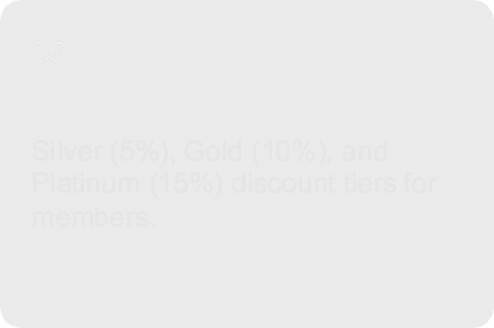 Silver (5%), Gold (10%), and
Platinum (15%) discount tiers for
members.